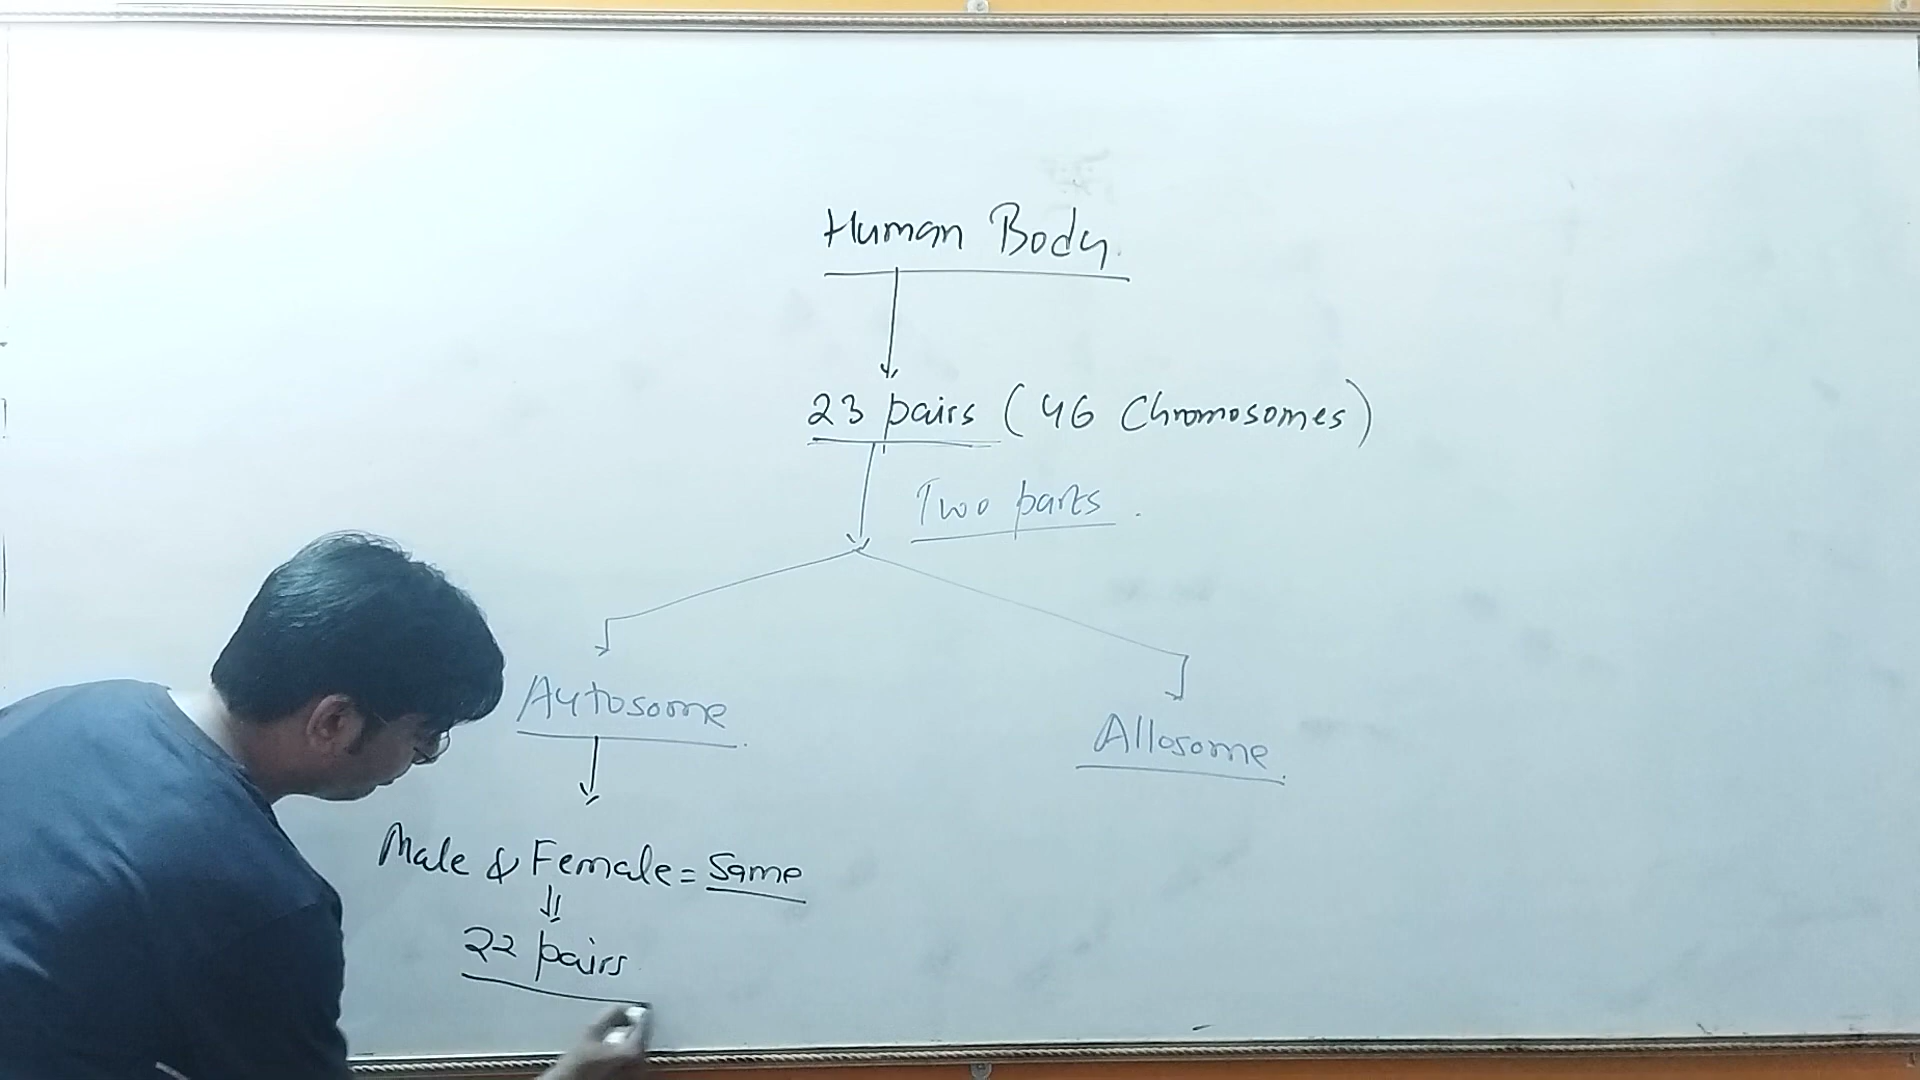 Human Body.
23 pairs (46 Chromosomes)
Two parts.
Autosome.
Allosome.
Male & Female = Same
22 pairs